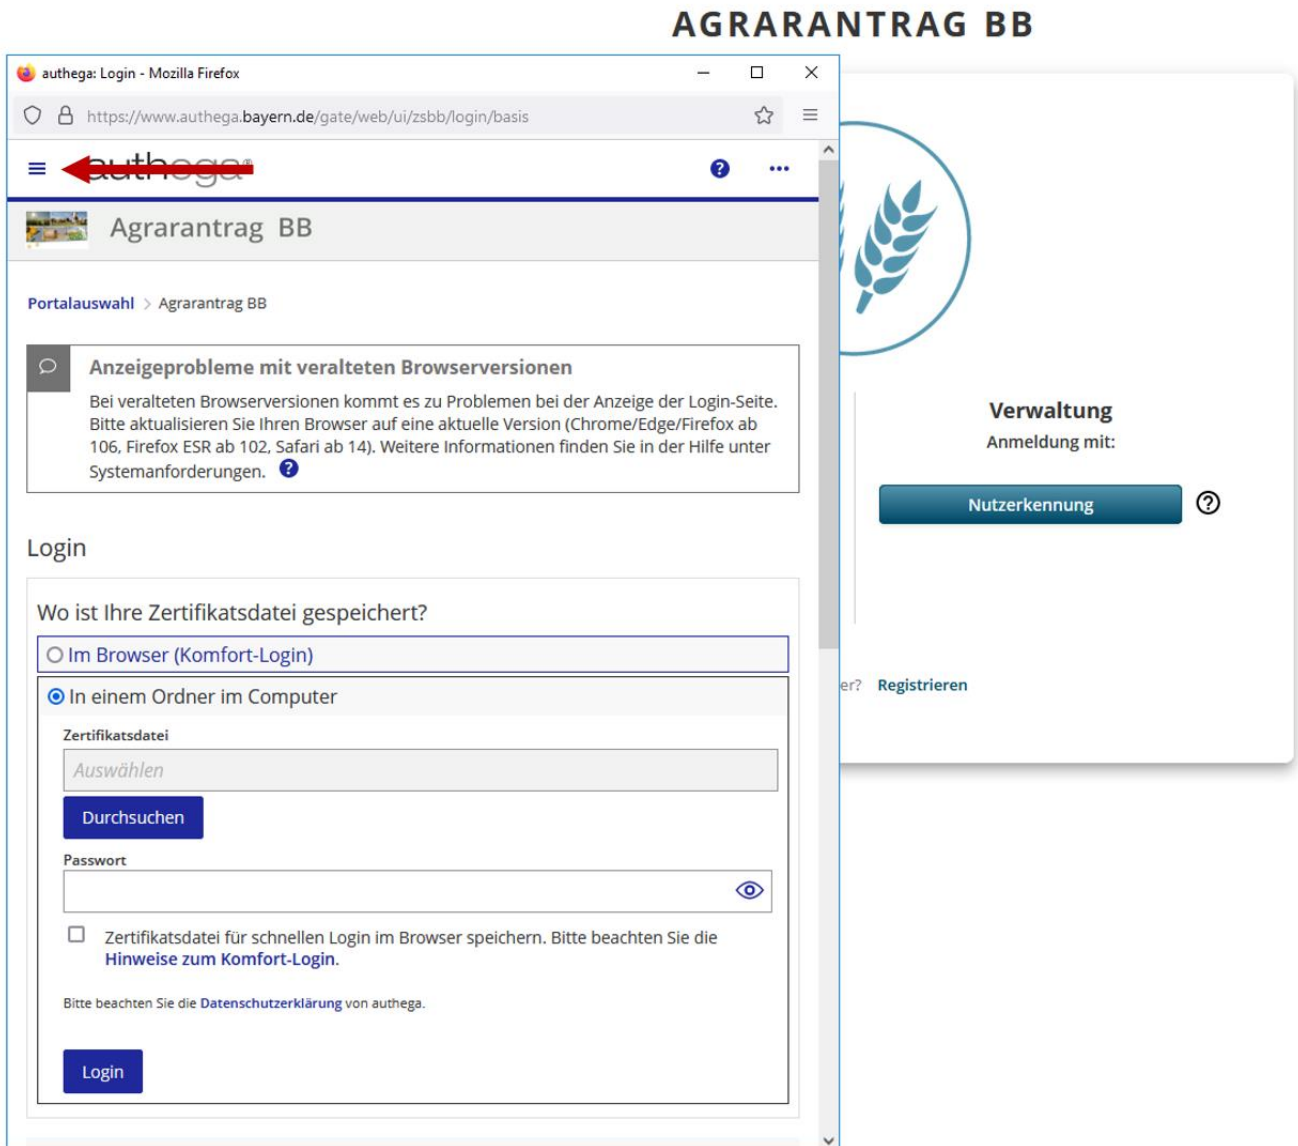 AGRARANTRAG BB
authega: Login - Mozilla Firefox
https://www.authega.bayern.de/gate/web/ui/zsbb/login/basis
authega®
?
Agrarantrag BB
Portalauswahl > Agrarantrag BB
Anzeigeprobleme mit veralteten Browserversionen
Bei veralteten Browserversionen kommt es zu Problemen bei der Anzeige der Login-Seite.
Bitte aktualisieren Sie Ihren Browser auf eine aktuelle Version (Chrome/Edge/Firefox ab
106, Firefox ESR ab 102, Safari ab 14). Weitere Informationen finden Sie in der Hilfe unter
Systemanforderungen. ?
Login
Wo ist Ihre Zertifikatsdatei gespeichert?
Im Browser (Komfort-Login)
In einem Ordner im Computer
Zertifikatsdatei
Auswählen
Durchsuchen
Passwort
Zertifikatsdatei für schnellen Login im Browser speichern. Bitte beachten Sie die
Hinweise zum Komfort-Login.
Bitte beachten Sie die Datenschutzerklärung von authega.
Login
Verwaltung
Anmeldung mit:
Nutzerkennung ?
er? Registrieren